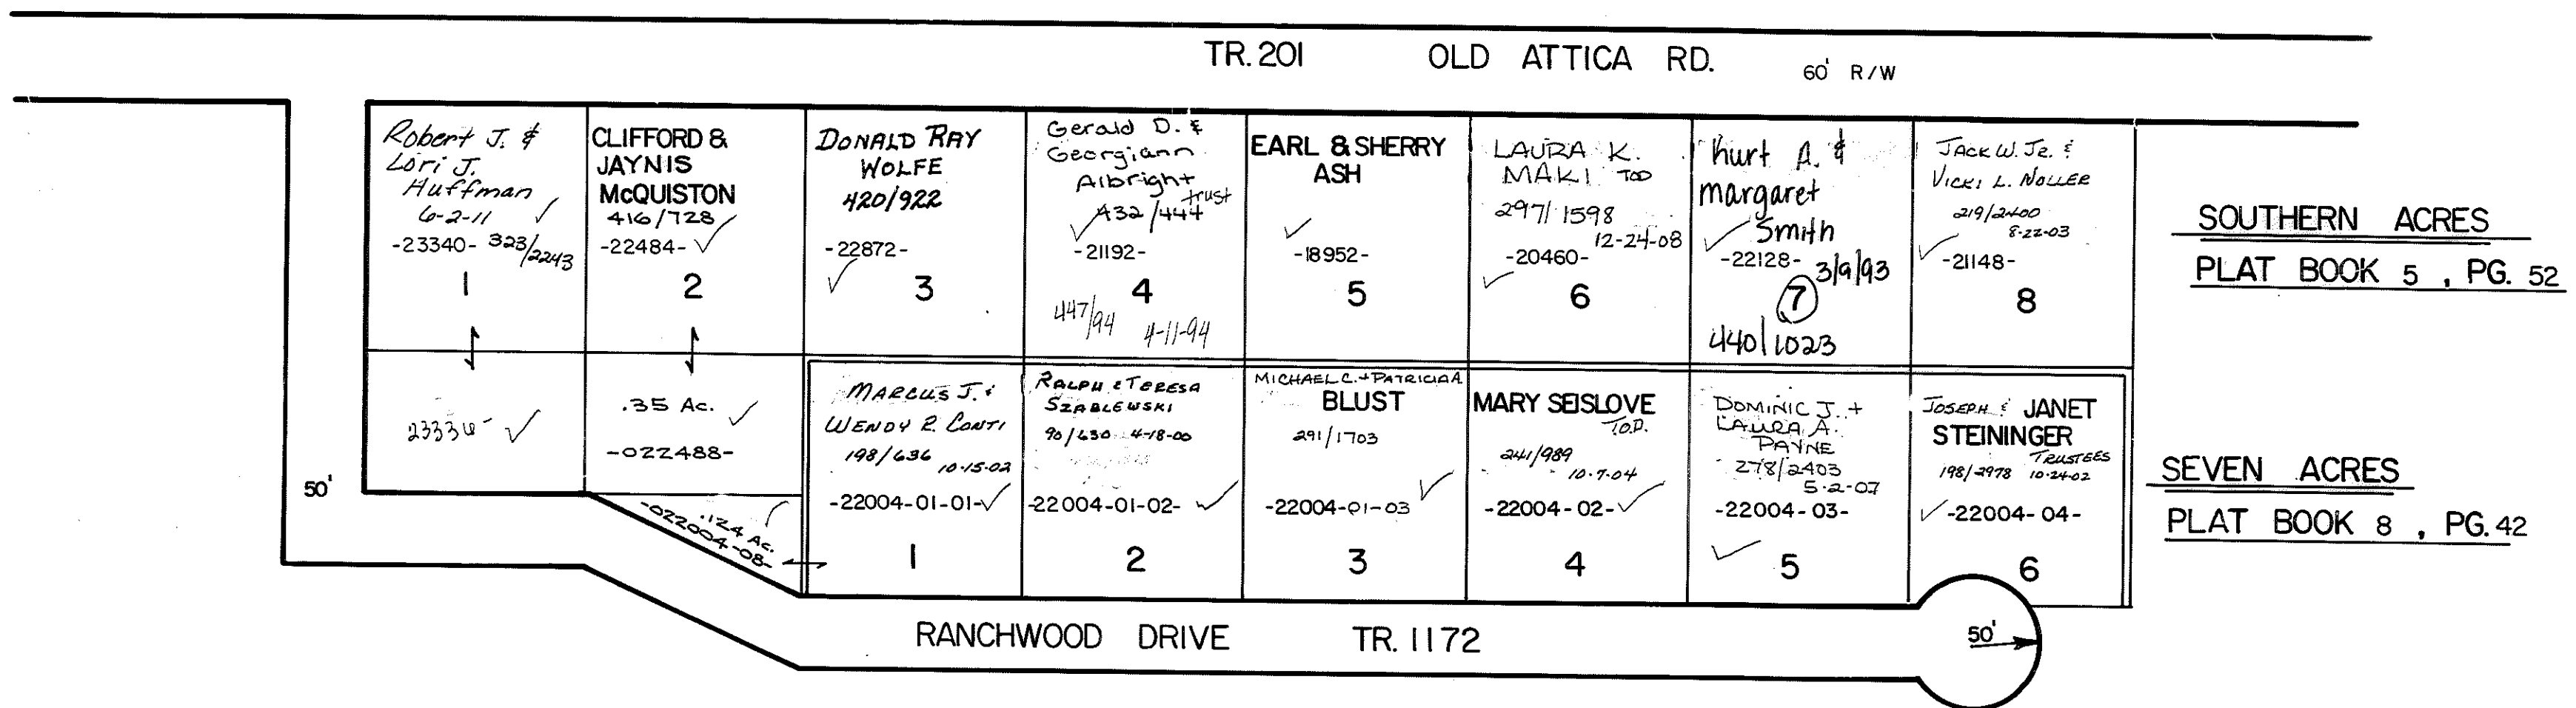 TR. 201 OLD ATTICA RD. 60' R/W
Robert J. &
Lori J.
Huffman
6-2-11
-23340- 323/2243
1
CLIFFORD &
JAYNIS
McQUISTON
416/728
-22484-
2
DONALD RAY
WOLFE
420/922
-22872-
3
Gerald D. &
Georgiann
Albright
trust
432/444
-21192-
4
447/94 4-11-94
EARL & SHERRY
ASH
-18952-
5
LAURA K.
MAKI TOD
297/1598
12-24-08
-20460-
6
Kurt A. &
margaret
Smith
-22128- 3/9/93
7
440/1023
JACK W. JR. &
VICKI L. NOLLER
219/2400
8-22-03
-21148-
8
SOUTHERN ACRES
PLAT BOOK 5 , PG. 52
23336-
.35 Ac.
-022488-
.124 Ac.
-022004-08-
MARCUS J. &
WENDY R. CONTI
198/636
10-15-02
-22004-01-01-
1
RALPH & TERESA
SZABLEWSKI
90/630 4-18-00
-22004-01-02-
2
MICHAEL C. + PATRICIA A
BLUST
291/1703
-22004-01-03
3
MARY SEISLOVE
T.O.D.
241/989
10-7-04
-22004-02-
4
DOMINIC J. +
LAURA A.
PAYNE
278/2403
5-2-07
-22004-03-
5
JOSEPH & JANET
STEININGER
TRUSTEES
198/2978 10-24-02
-22004-04-
6
SEVEN ACRES
PLAT BOOK 8 , PG. 42
50'
RANCHWOOD DRIVE TR. 1172
50'